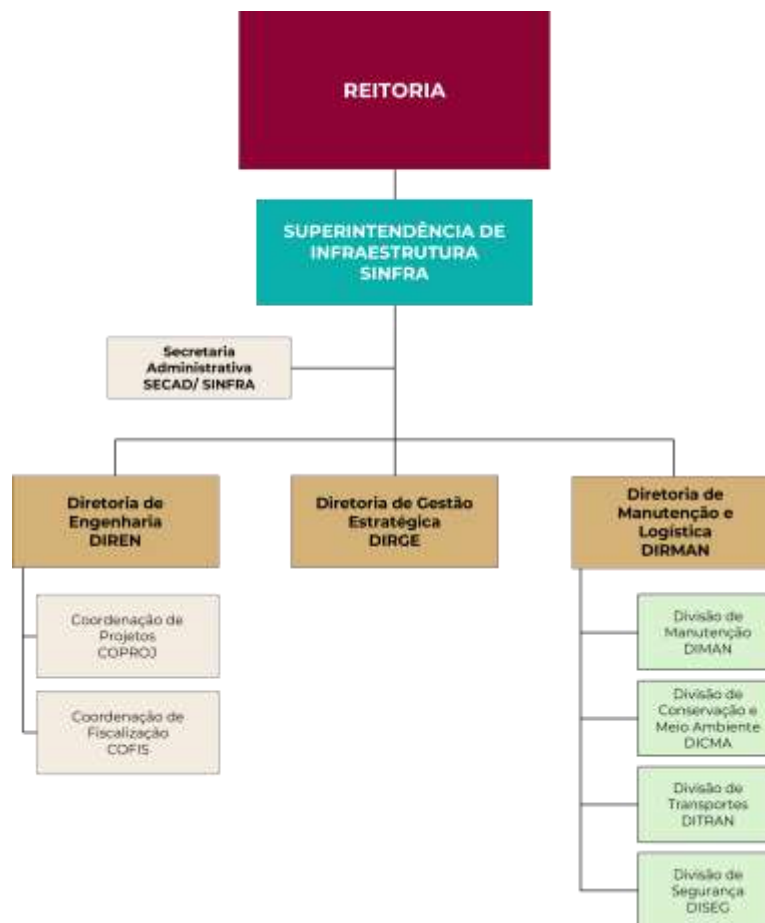 REITORIA
SUPERINTENDÊNCIA DE
INFRAESTRUTURA
SINFRA
Secretaria
Administrativa
SECAD/ SINFRA
Diretoria de
Engenharia
DIREN
Diretoria de Gestão
Estratégica
DIRGE
Diretoria de
Manutenção e
Logística
DIRMAN
Coordenação de
Projetos
COPROJ
Coordenação de
Fiscalização
COFIS
Divisão de
Manutenção
DIMAN
Divisão de
Conservação e
Meio Ambiente
DICMA
Divisão de
Transportes
DITRAN
Divisão de
Segurança
DISEG